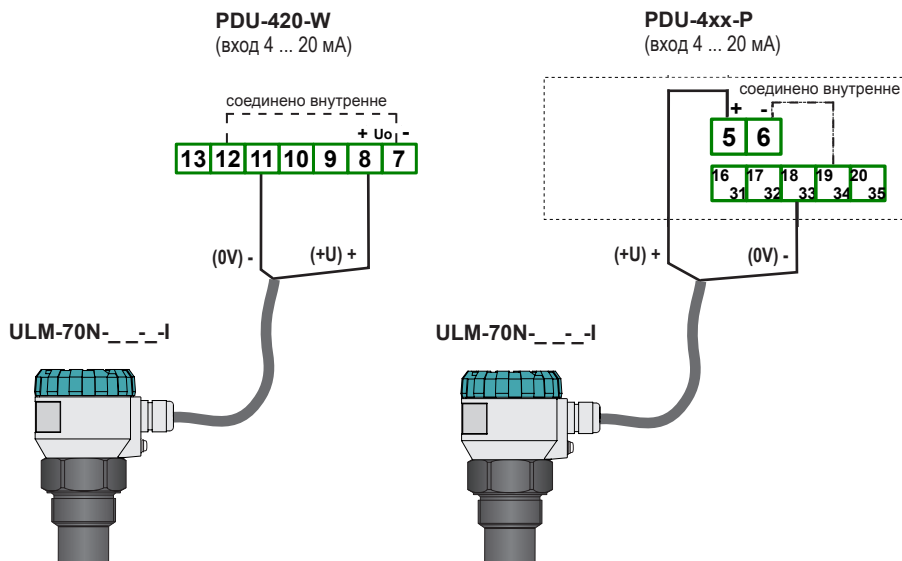 PDU-420-W
(вход 4 ... 20 мА)
соединено внутренне
+ Uo -
13 12 11 10 9 8 7
(0V) - (+U) +
ULM-70N-_ _-_-I
PDU-4xx-P
(вход 4 ... 20 мА)
соединено внутренне
+ -
5 6
16 17 18 19 20
31 32 33 34 35
(+U) + (0V) -
ULM-70N-_ _-_-I